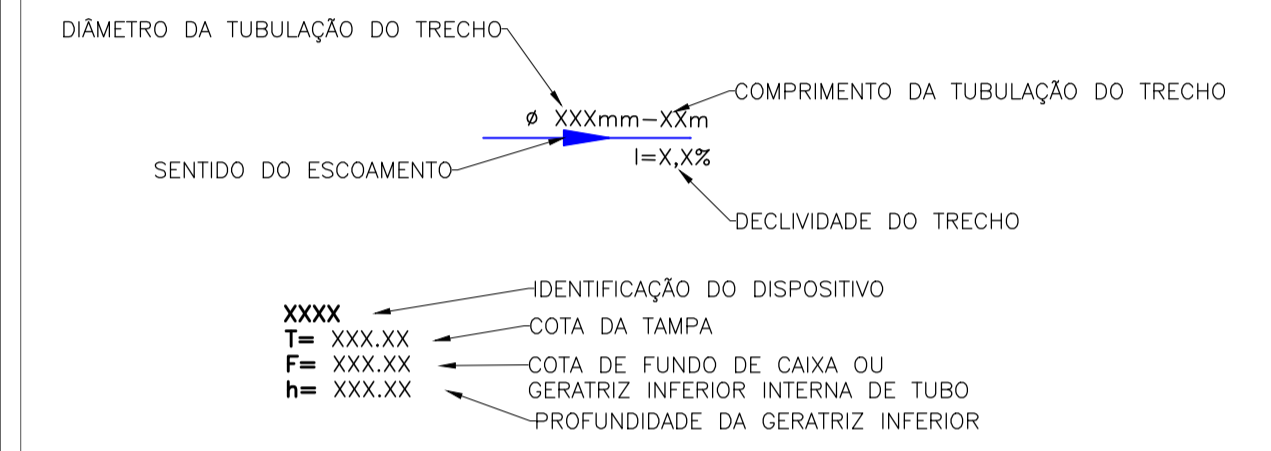 DIÂMETRO DA TUBULAÇÃO DO TRECHO
COMPRIMENTO DA TUBULAÇÃO DO TRECHO
ø XXXmm-XXm
I=X,X%
SENTIDO DO ESCOAMENTO
DECLIVIDADE DO TRECHO
IDENTIFICAÇÃO DO DISPOSITIVO
XXXX
COTA DA TAMPA
T= XXX.XX
F= XXX.XX
COTA DE FUNDO DE CAIXA OU
GERATRIZ INFERIOR INTERNA DE TUBO
h= XXX.XX
PROFUNDIDADE DA GERATRIZ INFERIOR